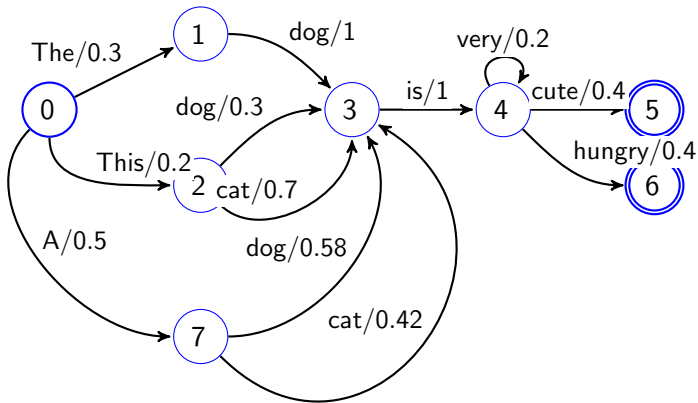 The/0.3
1
dog/1
very/0.2
0
dog/0.3
3
is/1
4
cute/0.4
5
This/0.2
2
cat/0.7
hungry/0.4
6
A/0.5
dog/0.58
7
cat/0.42